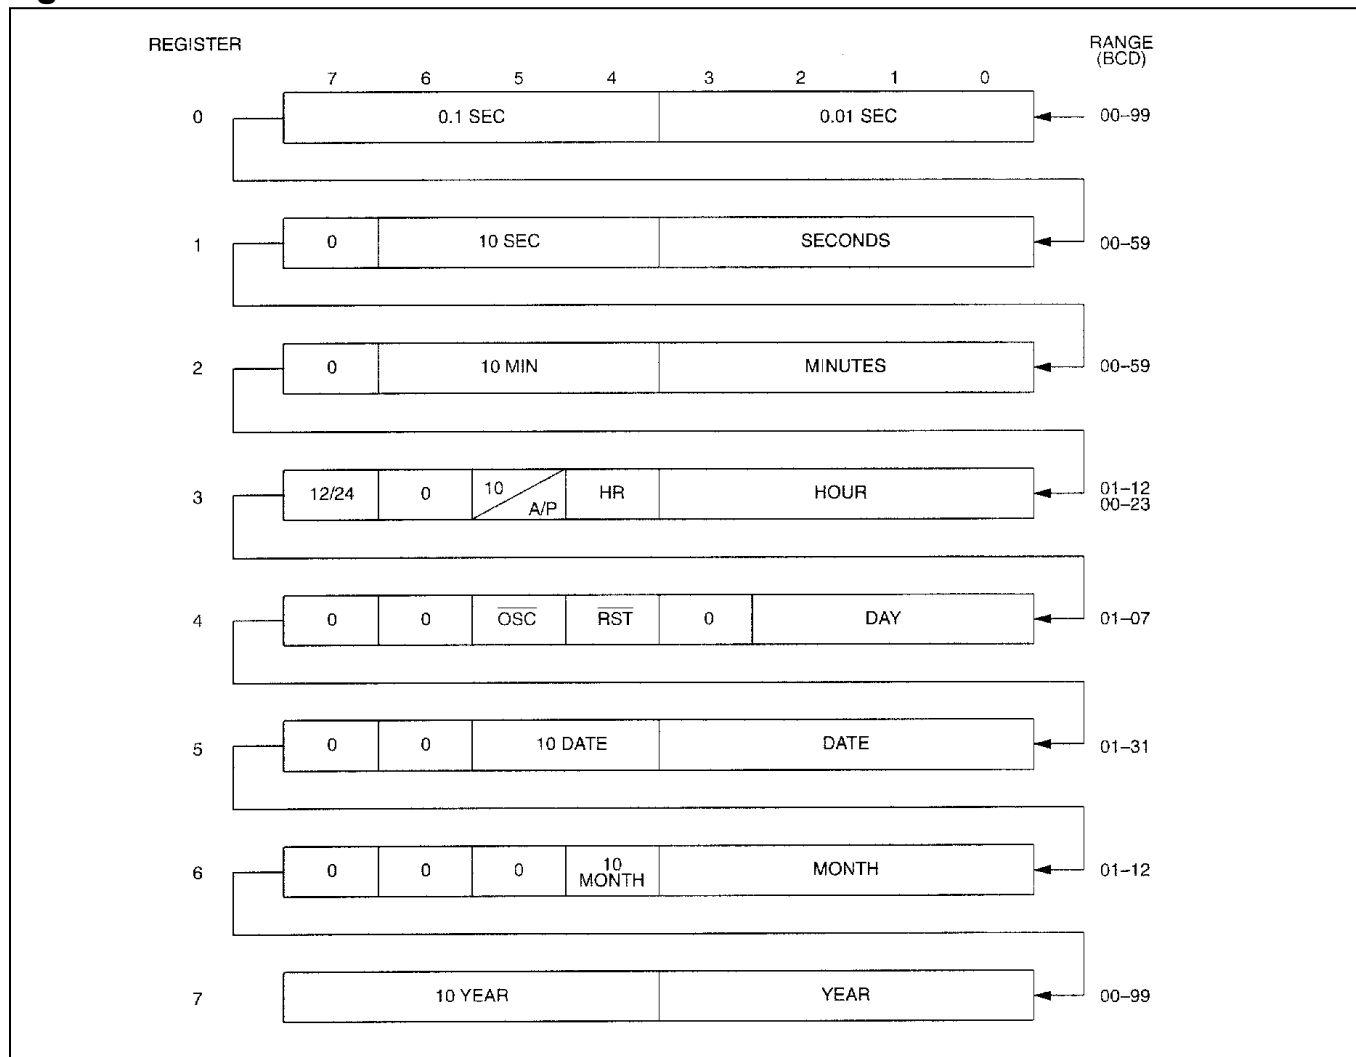 REGISTER
RANGE
(BCD)
7 6 5 4 3 2 1 0
0 0.1 SEC 0.01 SEC 00–99
1 0 10 SEC SECONDS 00–59
2 0 10 MIN MINUTES 00–59
3 12/24 0 10 A/P HR HOUR 01–12
00–23
4 0 0 O̅S̅C̅ R̅S̅T̅ 0 DAY 01–07
5 0 0 10 DATE DATE 01–31
6 0 0 0 10 MONTH MONTH 01–12
7 10 YEAR YEAR 00–99